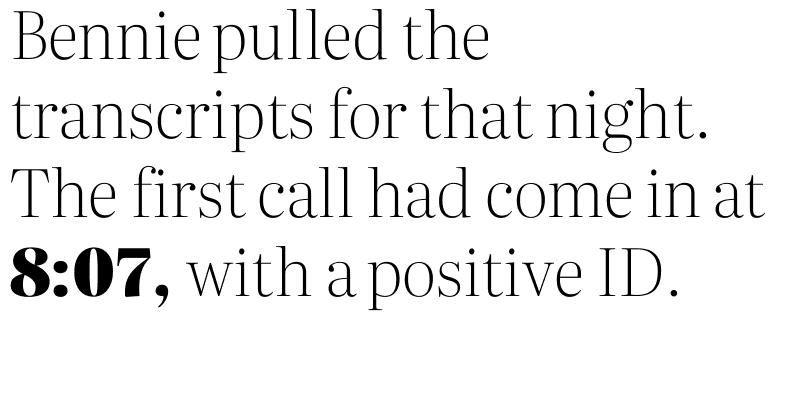 Bennie pulled the
transcripts for that night.
The first call had come in at
8:07, with a positive ID.